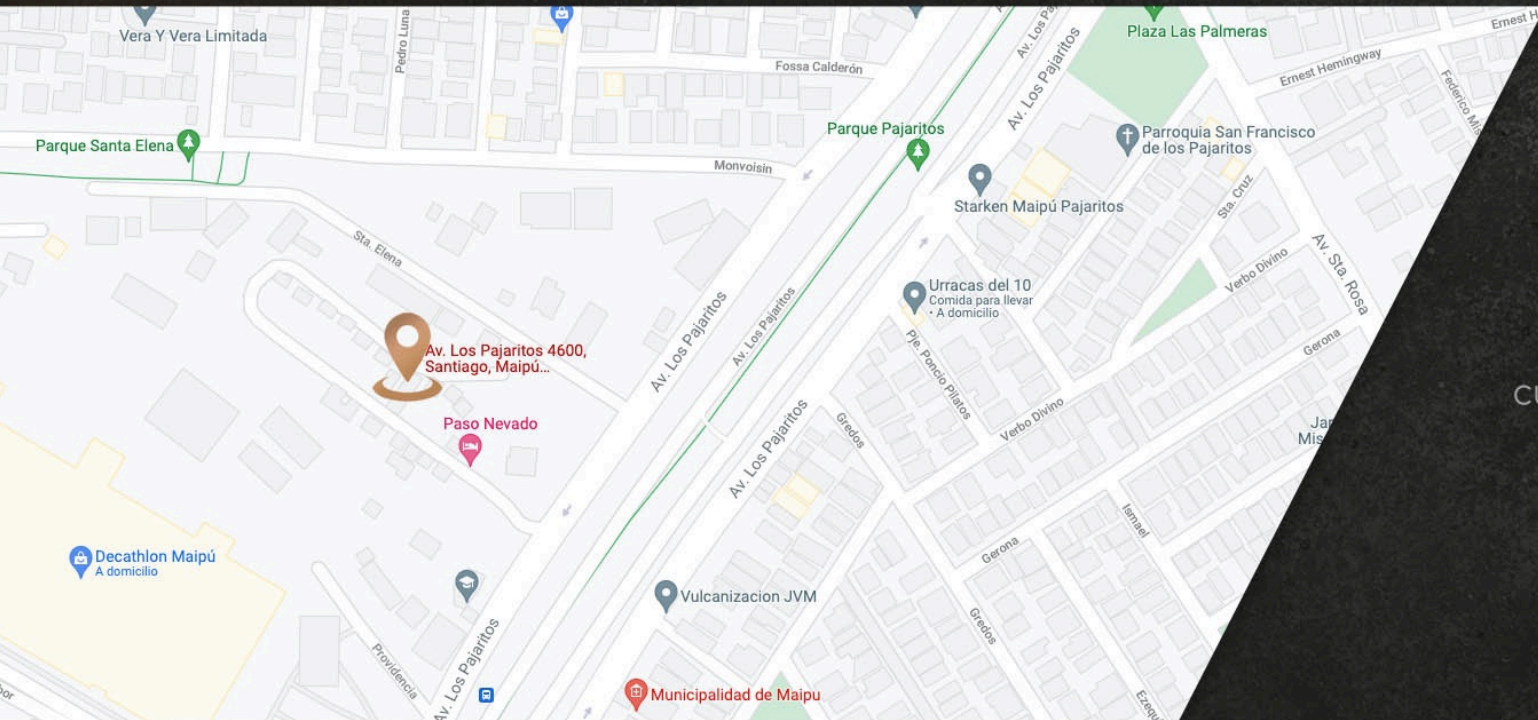 Vera Y Vera Limitada
Pedro Luna
Fossa Calderón
Plaza Las Palmeras
Ernest Hemingway
Av. Los Pajaritos
Parque Pajaritos
Parroquia San Francisco
de los Pajaritos
Parque Santa Elena
Monvoisin
Starken Maipú Pajaritos
Sta. Cruz
Sta. Elena
Av. Sta. Rosa
Verbo Divino
Urracas del 10
Comida para llevar
• A domicilio
Av. Los Pajaritos
Av. Los Pajaritos
Gerona
Av. Los Pajaritos 4600,
Santiago, Maipú...
Pje. Poncio Pilatos
Verbo Divino
Paso Nevado
Gredos
Av. Los Pajaritos
Ismael
Decathlon Maipú
A domicilio
Gerona
Vulcanizacion JVM
Gredos
Providencia
Av. Los Pajaritos
Municipalidad de Maipu